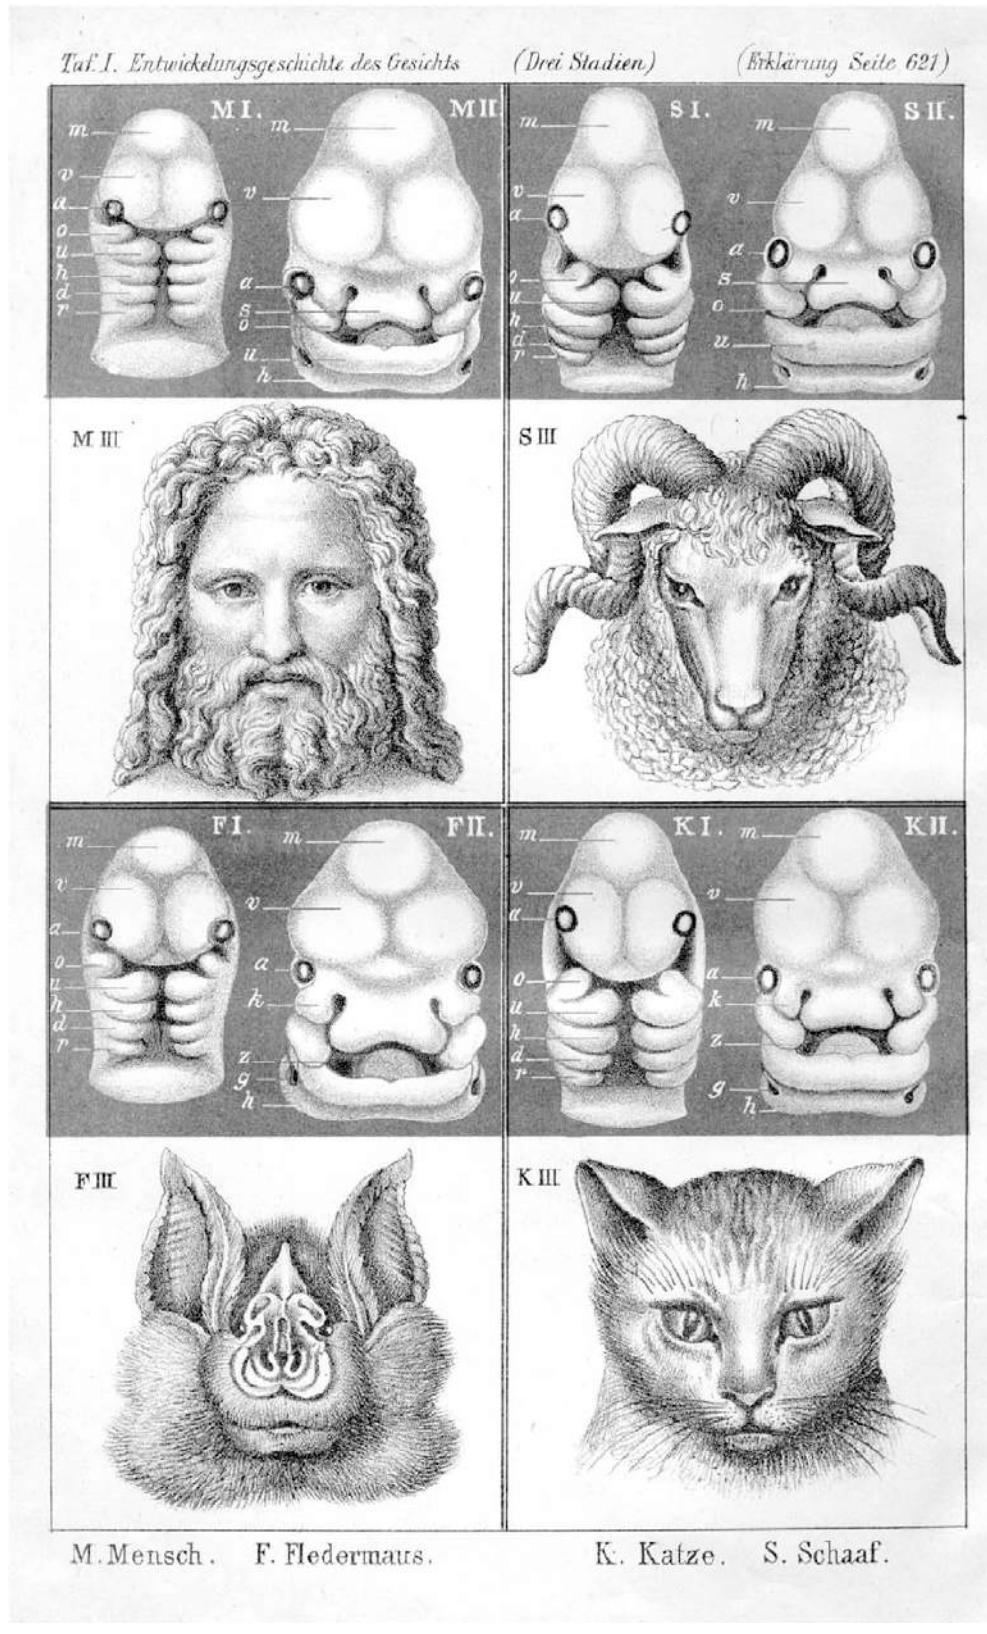 Taf. I. Entwickelungsgeschichte des Gesichts (Drei Stadien) (Erklärung Seite 621)
M I. M II. S I. S II.
m
v
a
o
u
h
d
r
m
v
a
s
o
u
h
m
v
a
o
u
h
d
r
m
v
a
s
o
u
h
M III S III
F I. F II. K I. K II.
m
v
a
o
u
h
d
r
m
v
a
k
z
g
h
m
v
a
o
u
h
d
r
m
v
a
k
z
g
h
F III K III
M. Mensch. F. Fledermaus. K. Katze. S. Schaaf.